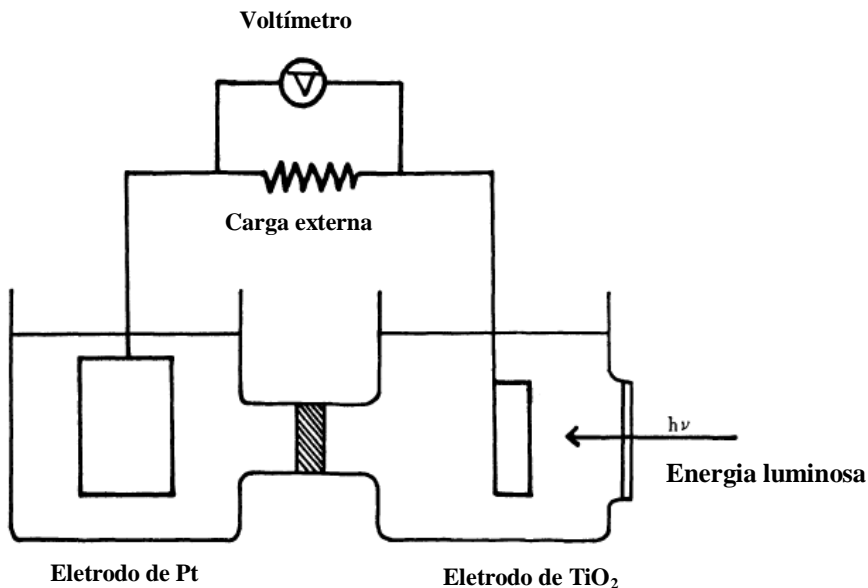 Voltímetro
V
Carga externa
hν
Energia luminosa
Eletrodo de Pt
Eletrodo de TiO₂